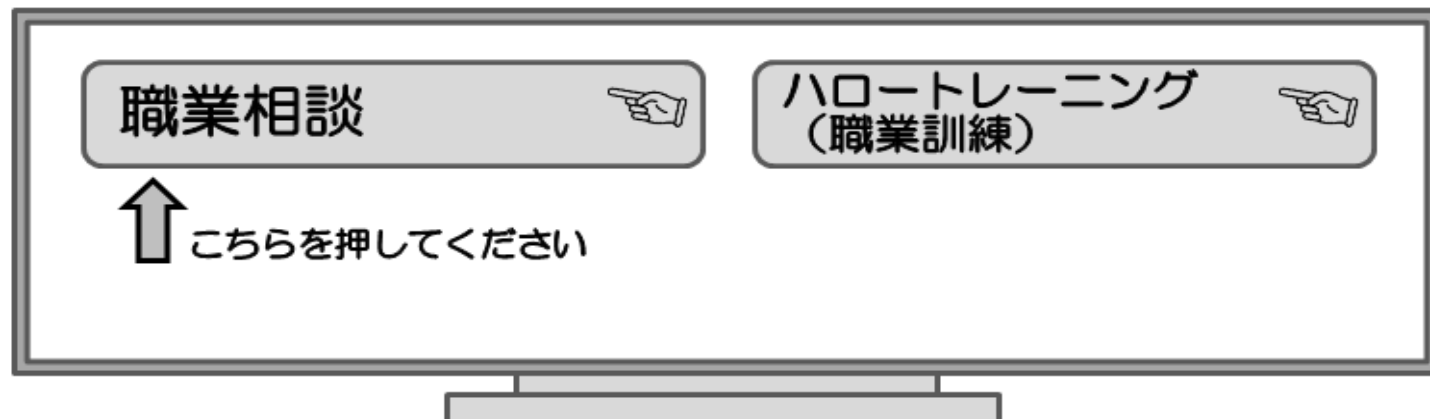 職業相談
ハロートレーニング
（職業訓練）
こちらを押してください